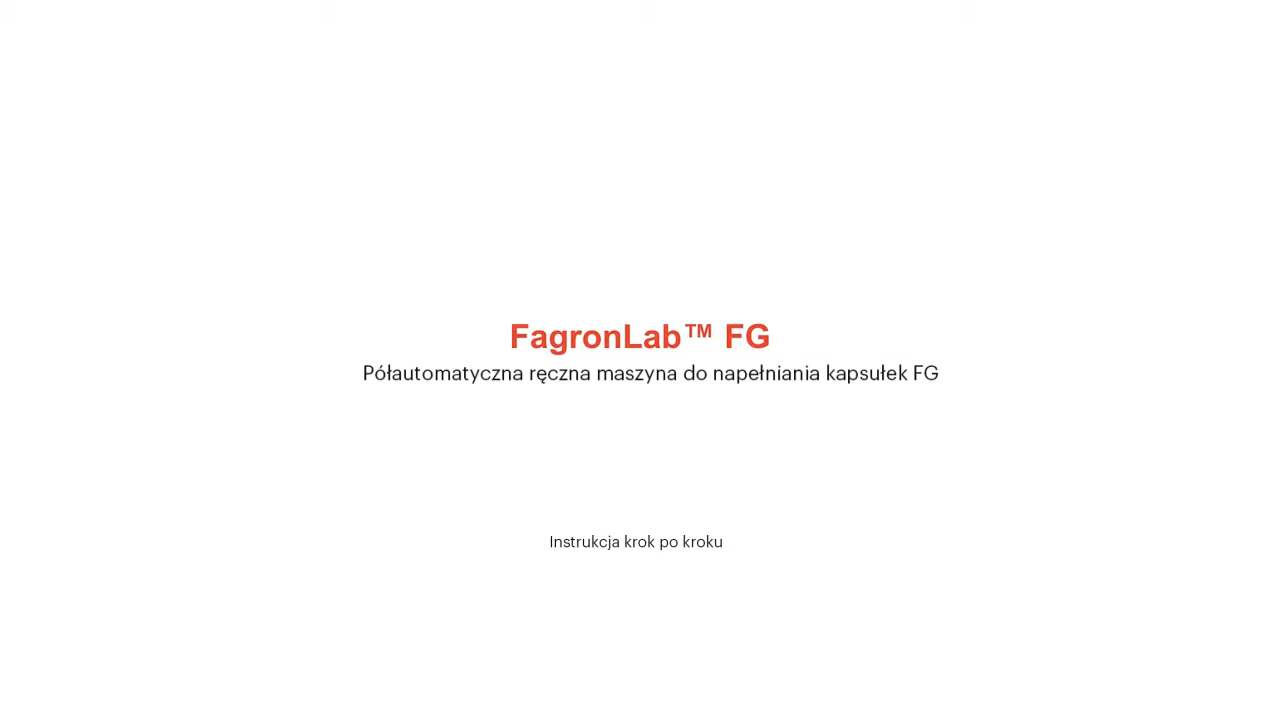 FagronLab™ FG
Półautomatyczna ręczna maszyna do napełniania kapsułek FG
Instrukcja krok po kroku